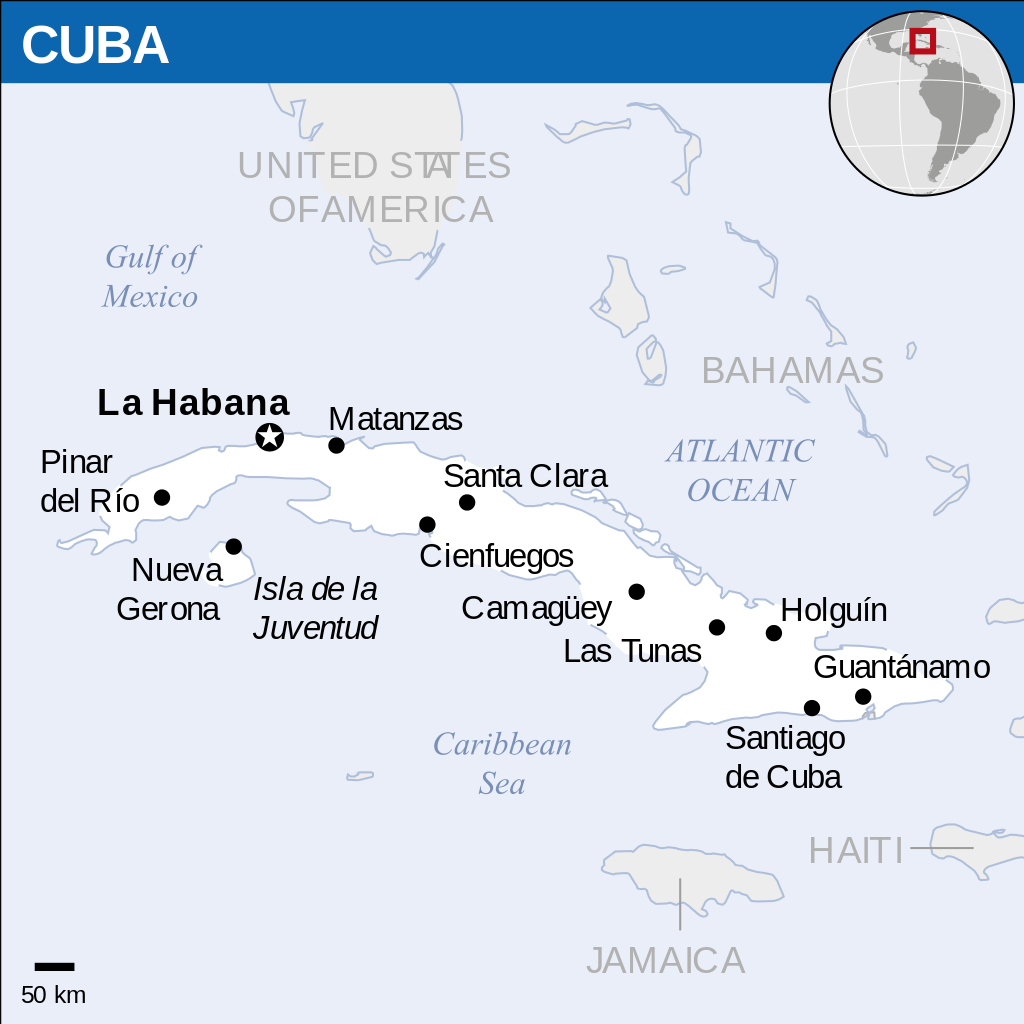 CUBA
UNITED STATES
OF AMERICA
Gulf of
Mexico
BAHAMAS
La Habana
Matanzas
ATLANTIC
OCEAN
Pinar
del Río
Santa Clara
Cienfuegos
Nueva
Gerona
Isla de la
Juventud
Camagüey
Holguín
Las Tunas
Guantánamo
Caribbean
Sea
Santiago
de Cuba
HAITI
JAMAICA
50 km